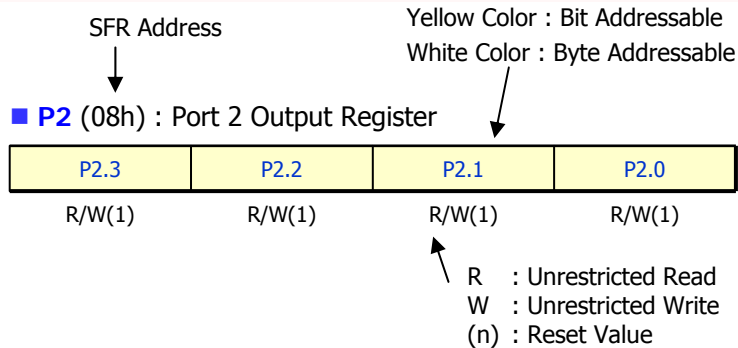 SFR Address
Yellow Color : Bit Addressable
White Color : Byte Addressable
■ P2 (08h) : Port 2 Output Register
P2.3 P2.2 P2.1 P2.0
R/W(1) R/W(1) R/W(1) R/W(1)
R : Unrestricted Read
W : Unrestricted Write
(n) : Reset Value